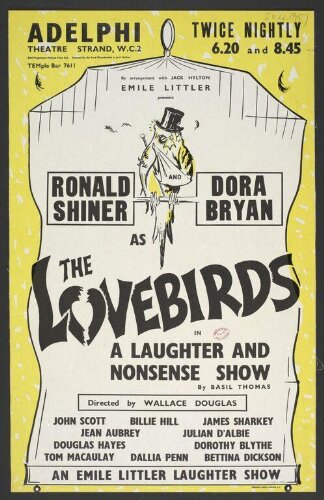 ADELPHI
THEATRE STRAND, W.C.2
TEMple Bar 7611
TWICE NIGHTLY
6.20 and 8.45
By arrangement with JACK HYLTON
EMILE LITTLER
presents
RONALD SHINER
AND
DORA BRYAN
AS
THE
LOVEBIRDS
IN
A LAUGHTER AND
NONSENSE SHOW
By BASIL THOMAS
Directed by WALLACE DOUGLAS
JOHN SCOTT BILLIE HILL JAMES SHARKEY
JEAN AUBREY JULIAN D'ALBIE
DOUGLAS HAYES DOROTHY BLYTHE
TOM MACAULAY DALLIA PENN BETTINA DICKSON
AN EMILE LITTLER LAUGHTER SHOW